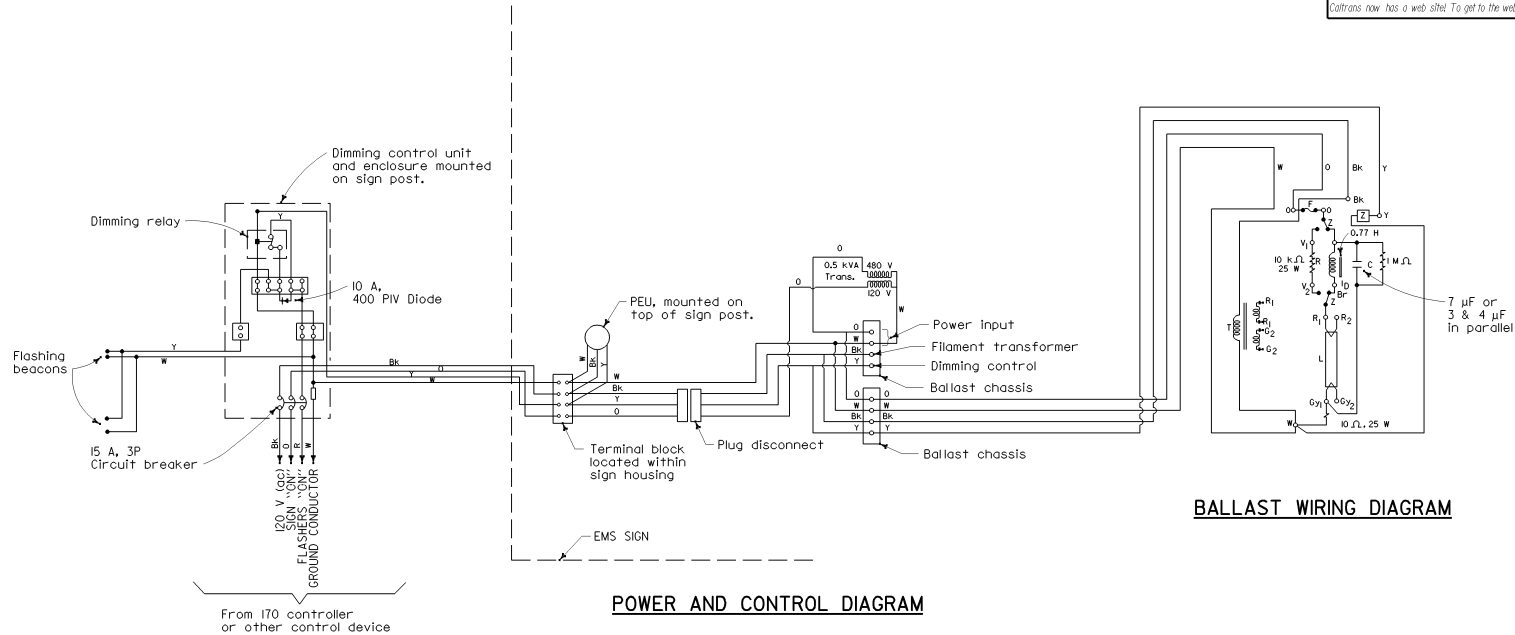 Caltrans now has a web site! To get to the web
Dimming control unit
and enclosure mounted
on sign post.
Dimming relay
Y
10 A,
400 PIV Diode
Flashing
beacons
Y
W
15 A, 3P
Circuit breaker
Bk
O
R
W
120 V (ac)
SIGN "ON"
FLASHERS "ON"
GROUND CONDUCTOR
From 170 controller
or other control device
Bk
O
Y
W
PEU, mounted on
top of sign post.
W
Bk
Y
W
Bk
Y
O
Terminal block
located within
sign housing
Plug disconnect
EMS SIGN
O
0.5 kVA
Trans.
480 V
120 V
O
W
O
W
Bk
Y
Power input
Filament transformer
Dimming control
Ballast chassis
O
W
Bk
Y
O
W
Bk
Y
Ballast chassis
POWER AND CONTROL DIAGRAM
W
O
Bk
Y
Bk
O
F
O
Z
Y
Z
0.77 H
V1
10 k Ω
25 W
R
C
1 M Ω
V2
D
Br
Z
7 µF or
3 & 4 µF
in parallel
R1
R2
T
R1
R1
G2
G2
L
Gy1
Gy2
W
10 Ω, 25 W
BALLAST WIRING DIAGRAM